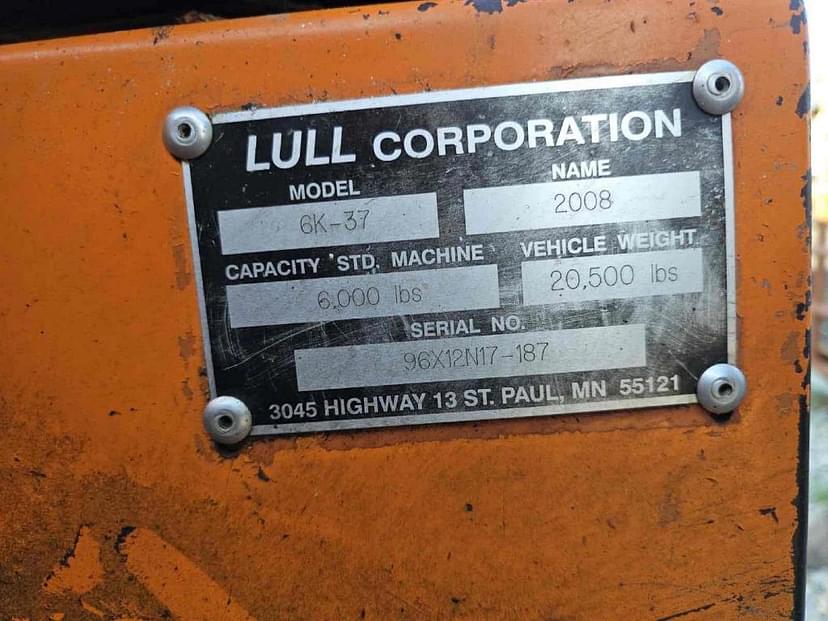 LULL CORPORATION
MODEL NAME
6K-37 2008
CAPACITY STD. MACHINE VEHICLE WEIGHT
6,000 lbs 20,500 lbs
SERIAL NO.
96X12N17-187
3045 HIGHWAY 13 ST. PAUL, MN 55121